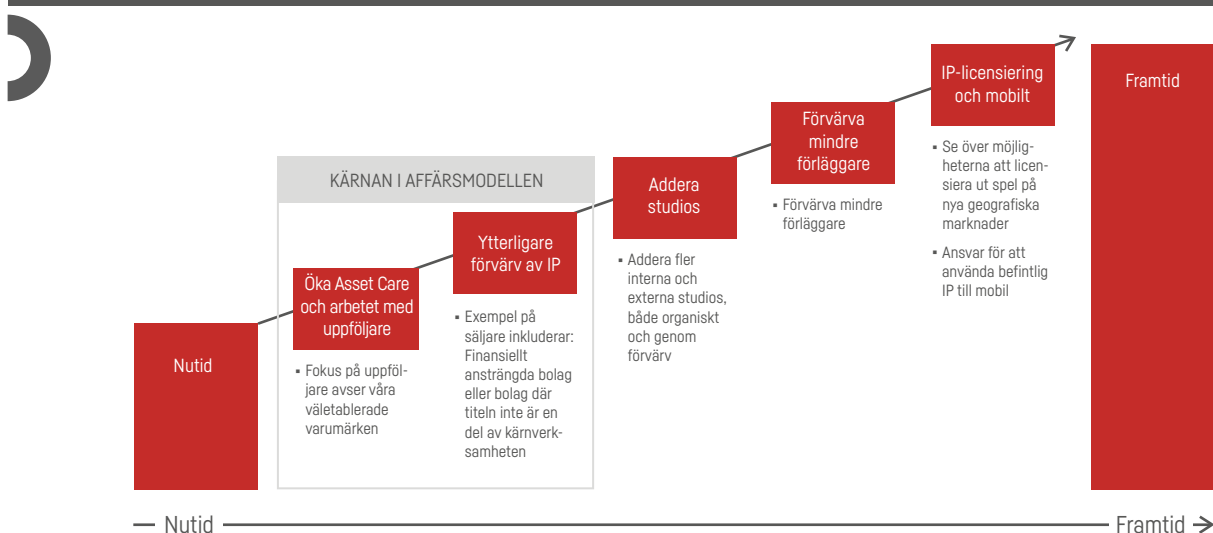 Nutid
KÄRNAN I AFFÄRSMODELLEN
Öka Asset Care
och arbetet med
uppföljare
▪ Fokus på uppföl-
jare avser våra
väletablerade
varumärken
Ytterligare
förvärv av IP
▪ Exempel på
säljare inkluderar:
Finansiellt
ansträngda bolag
eller bolag där
titeln inte är en
del av kärnverk-
samheten
Addera
studios
▪ Addera fler
interna och
externa studios,
både organiskt
och genom
förvärv
Förvärva
mindre
förläggare
▪ Förvärva mindre
förläggare
IP-licensiering
och mobilt
▪ Se över möjlig-
heterna att licen-
siera ut spel på
nya geografiska
marknader
▪ Ansvar för att
använda befintlig
IP till mobil
Framtid
Nutid
Framtid